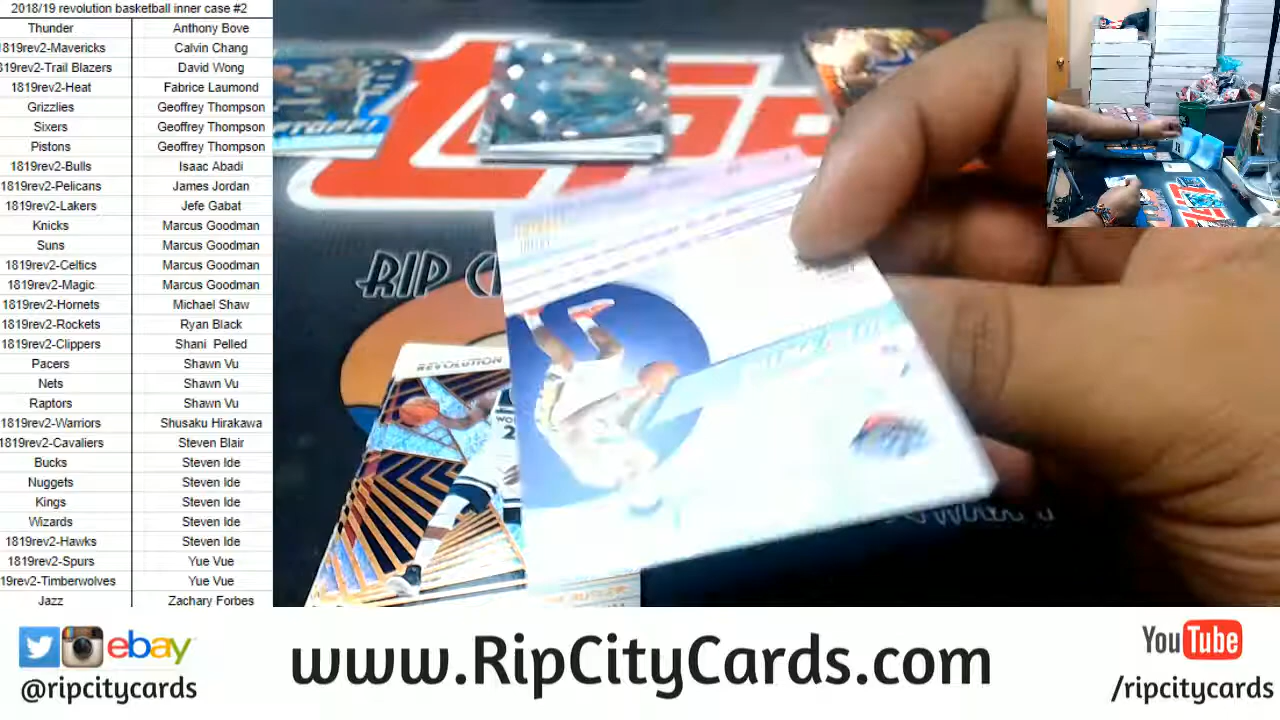 2018/19 revolution basketball inner case #2
Thunder Anthony Bove
1819rev2-Mavericks Calvin Chang
819rev2-Trail Blazers David Wong
1819rev2-Heat Fabrice Laumond
Grizzlies Geoffrey Thompson
Sixers Geoffrey Thompson
Pistons Geoffrey Thompson
1819rev2-Bulls Isaac Abadi
1819rev2-Pelicans James Jordan
1819rev2-Lakers Jefe Gabat
Knicks Marcus Goodman
Suns Marcus Goodman
1819rev2-Celtics Marcus Goodman
1819rev2-Magic Marcus Goodman
1819rev2-Hornets Michael Shaw
1819rev2-Rockets Ryan Black
1819rev2-Clippers Shani Pelled
Pacers Shawn Vu
Nets Shawn Vu
Raptors Shawn Vu
1819rev2-Warriors Shusaku Hirakawa
1819rev2-Cavaliers Steven Blair
Bucks Steven Ide
Nuggets Steven Ide
Kings Steven Ide
Wizards Steven Ide
1819rev2-Hawks Steven Ide
1819rev2-Spurs Yue Vue
19rev2-Timberwolves Yue Vue
Jazz Zachary Forbes
RIP C
REVOLUTION
ebay
@ripcitycards
www.RipCityCards.com
YouTube
/ripcitycards